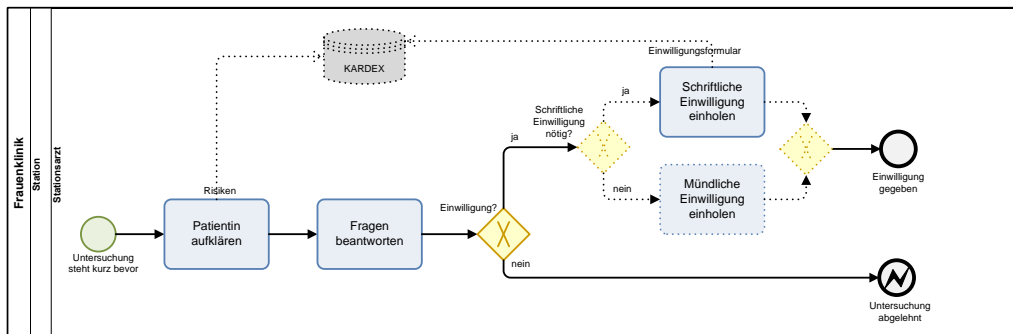 Frauenklinik
Station
Stationsarzt
Untersuchung
steht kurz bevor
Risiken
Patientin
aufklären
KARDEX
Fragen
beantworten
Einwilligung?
ja
nein
Schriftliche
Einwilligung
nötig?
ja
nein
Einwilligungsformular
Schriftliche
Einwilligung
einholen
Mündliche
Einwilligung
einholen
Einwilligung
gegeben
Untersuchung
abgelehnt